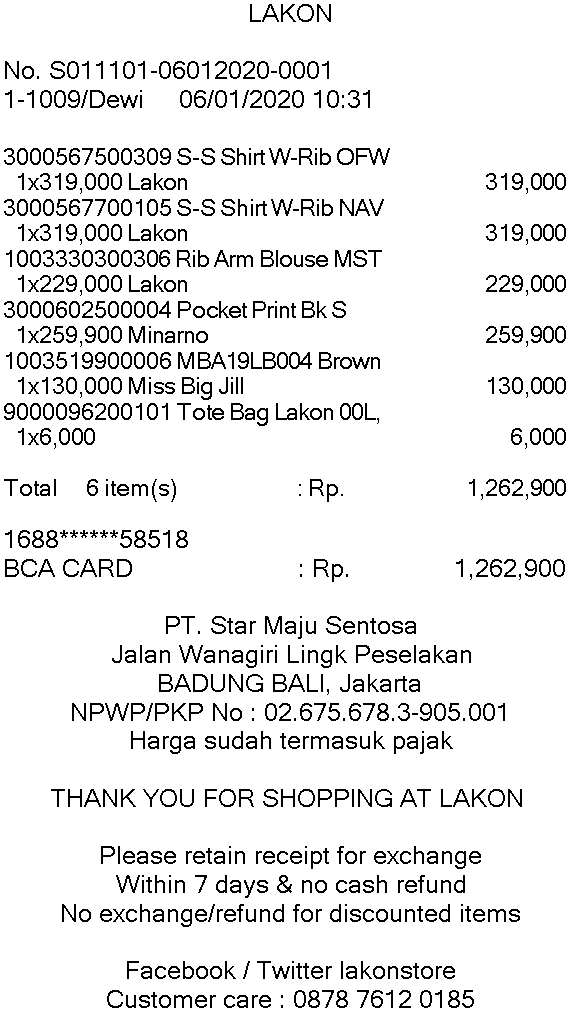 LAKON
No. S011101-06012020-0001
1-1009/Dewi 06/01/2020 10:31
3000567500309 S-S Shirt W-Rib OFW
1x319,000 Lakon 319,000
3000567700105 S-S Shirt W-Rib NAV
1x319,000 Lakon 319,000
1003330300306 Rib Arm Blouse MST
1x229,000 Lakon 229,000
3000602500004 Pocket Print Bk S
1x259,900 Minarno 259,900
1003519900006 MBA19LB004 Brown
1x130,000 Miss Big Jill 130,000
9000096200101 Tote Bag Lakon 00L,
1x6,000 6,000
Total 6 item(s) : Rp. 1,262,900
1688******58518
BCA CARD : Rp. 1,262,900
PT. Star Maju Sentosa
Jalan Wanagiri Lingk Peselakan
BADUNG BALI, Jakarta
NPWP/PKP No : 02.675.678.3-905.001
Harga sudah termasuk pajak
THANK YOU FOR SHOPPING AT LAKON
Please retain receipt for exchange
Within 7 days & no cash refund
No exchange/refund for discounted items
Facebook / Twitter lakonstore
Customer care : 0878 7612 0185